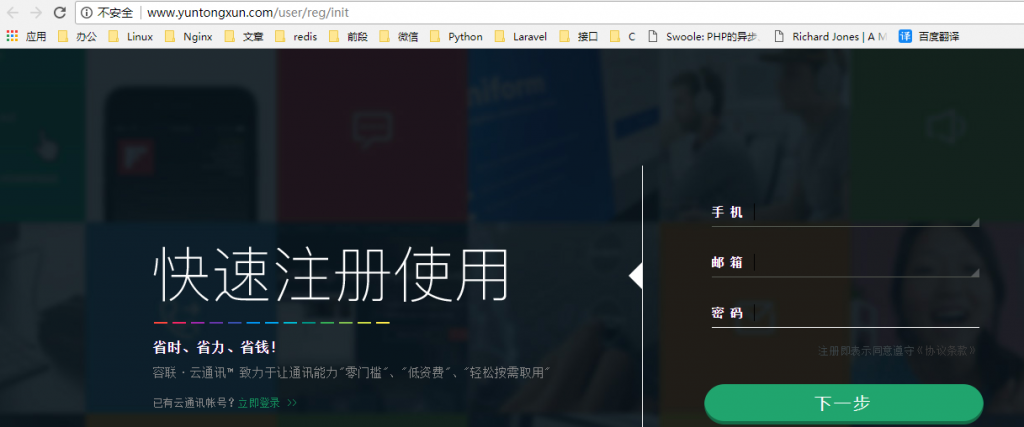 不安全 www.yuntongxun.com/user/reg/init
应用 办公 Linux Nginx 文章 redis 前段 微信 Python Laravel 接口 C Swoole: PHP的异步 Richard Jones | A M 译 百度翻译
niform
快速注册使用
省时、省力、省钱!
容联·云通讯™ 致力于让通讯能力"零门槛"、"低资费"、"轻松按需取用"
已有云通讯帐号?立即登录 >>
手 机
邮 箱
密 码
注册即表示同意遵守《协议条款》
下一步